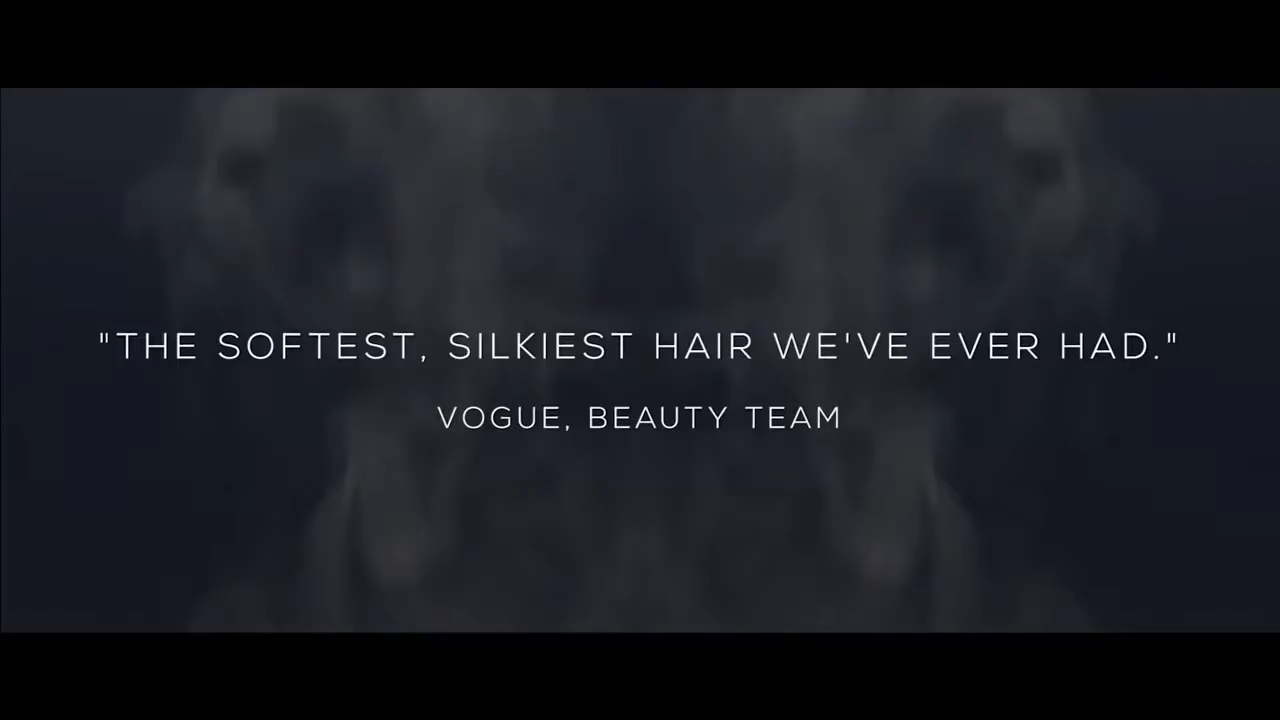 "THE SOFTEST, SILKIEST HAIR WE'VE EVER HAD."
VOGUE, BEAUTY TEAM